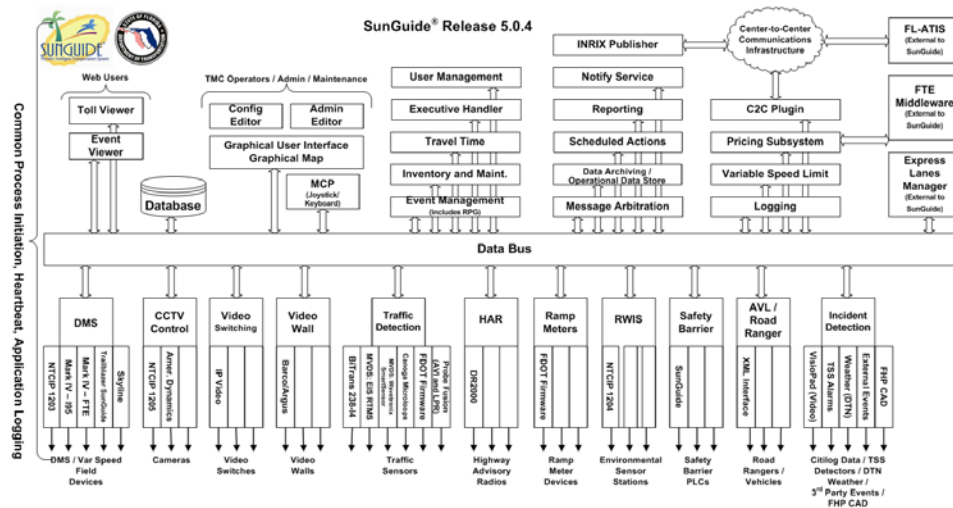 SunGuide® Release 5.0.4
SUNGUIDE
Web Users
Toll Viewer
Event
Viewer
Database
TMC Operators / Admin / Maintenance
Config
Editor
Admin
Editor
Graphical User Interface
Graphical Map
MCP
(Joystick/
Keyboard)
User Management
Executive Handler
Travel Time
Inventory and Maint.
Event Management
(includes RPG)
INRIX Publisher
Notify Service
Reporting
Scheduled Actions
Data Archiving /
Operational Data Store
Message Arbitration
Center-to-Center
Communications
Infrastructure
C2C Plugin
Pricing Subsystem
Variable Speed Limit
Logging
FL-ATIS
(External to
SunGuide)
FTE
Middleware
(External to
SunGuide)
Express
Lanes
Manager
(External to
SunGuide)
Common Process Initiation, Heartbeat, Application Logging
Data Bus
DMS
NTCIP 1203
Mark IV – I95
Mark IV – FTE
Trailblazer SunGuide
Skyline
DMS / Var Speed
Field
Devices
CCTV
Control
NTCIP 1205
Amer. Dynamics
Cameras
Video
Switching
IP Video
Video
Switches
Video
Wall
Barco/Argus
Video
Walls
Traffic
Detection
BiTrans 238-I4
MVDS: EIS RTMS
MVDS: Wavetronix
SmartSensor
Canoga Microloops
FDOT Firmware
Probe Fusion
(AVI and LPR)
Traffic
Sensors
HAR
DR2000
Highway
Advisory
Radios
Ramp
Meters
FDOT Firmware
Ramp
Meter
Devices
RWIS
NTCIP 1204
Environmental
Sensor
Stations
Safety
Barrier
SunGuide
Safety
Barrier
PLCs
AVL /
Road
Ranger
XML Interface
Road
Rangers /
Vehicles
Incident
Detection
VisioPad (Video)
TSS Alarms
Weather (DTN)
External Events
FHP CAD
Citilog Data / TSS
Detectors / DTN
Weather /
3rd Party Events /
FHP CAD